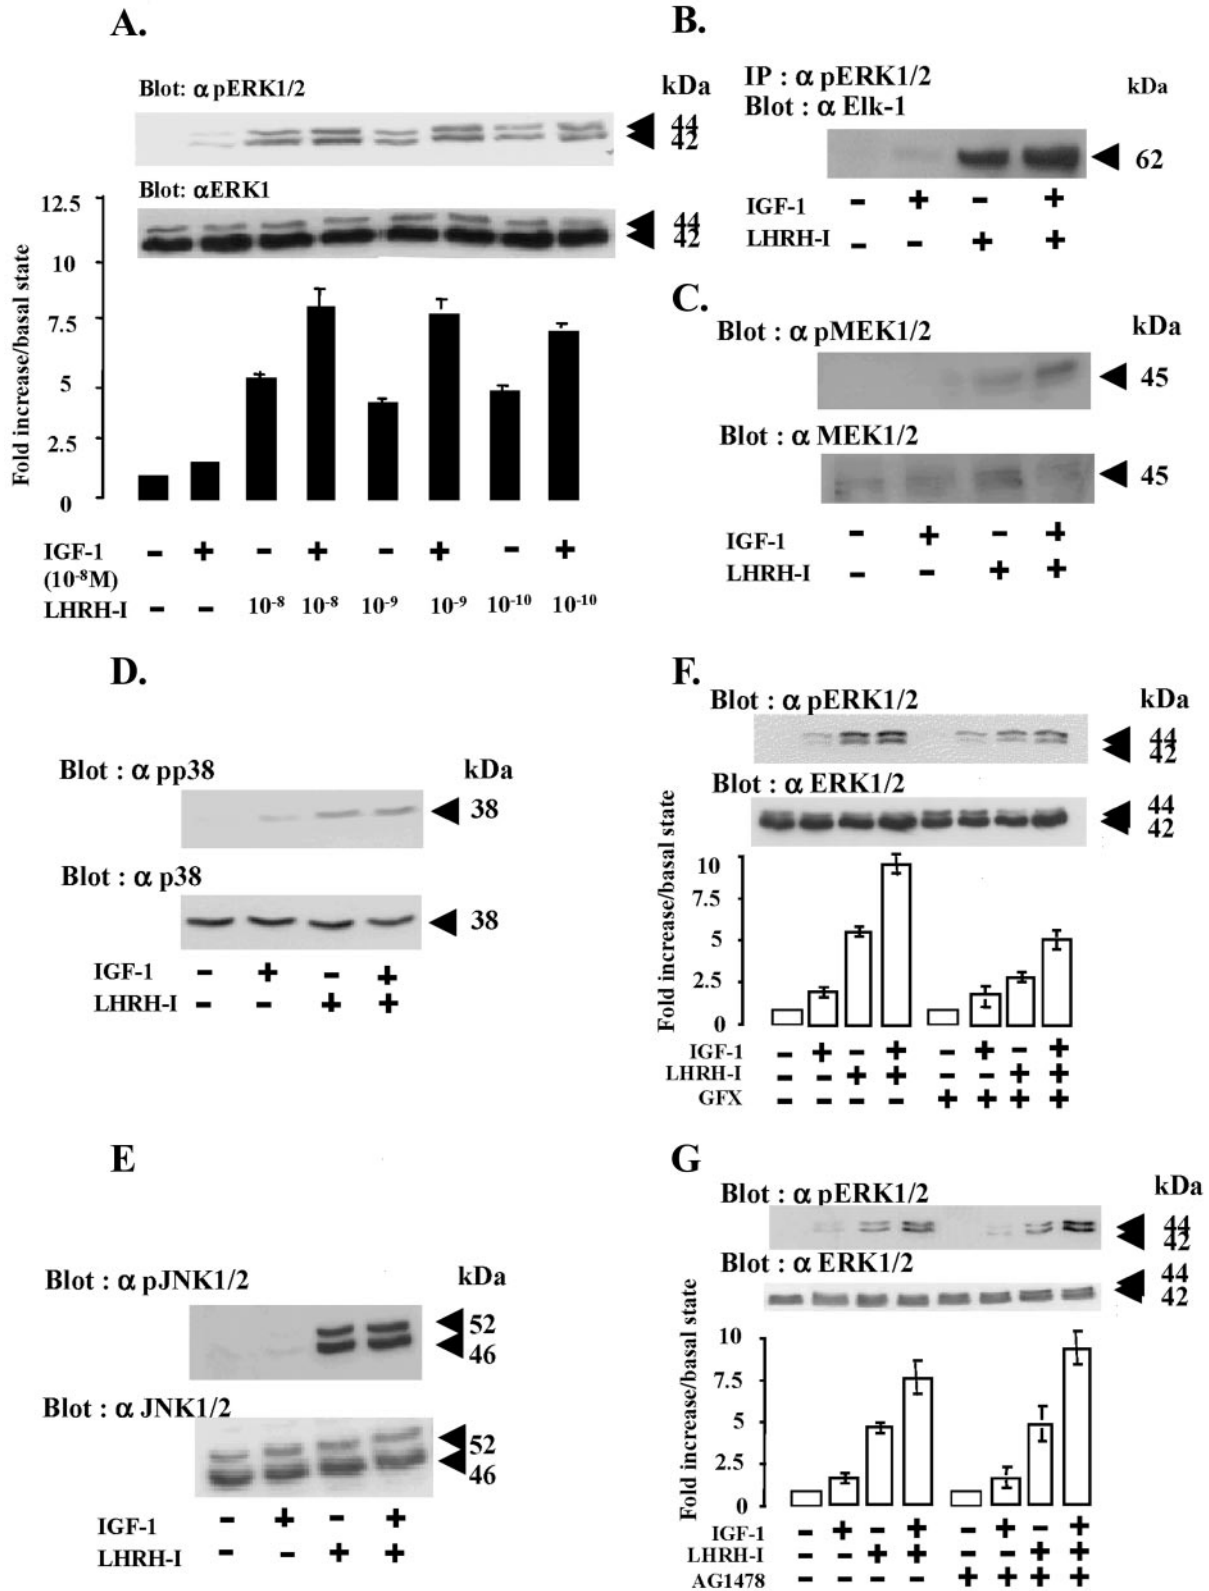 A.
Blot: α pERK1/2
kDa
44
42
Blot: αERK1
44
42
Fold increase/basal state
12.5
10
7.5
5
2.5
0
IGF-1 - + - + - + - +
(10-8M)
LHRH-I - - 10-8 10-8 10-9 10-9 10-10 10-10
B.
IP : α pERK1/2
kDa
Blot : α Elk-1
62
IGF-1 - + - +
LHRH-I - - + +
C.
Blot : α pMEK1/2
kDa
45
Blot : α MEK1/2
45
IGF-1 - + - +
LHRH-I - - + +
D.
Blot : α pp38
kDa
38
Blot : α p38
38
IGF-1 - + - +
LHRH-I - - + +
F.
Blot : α pERK1/2
kDa
44
42
Blot : α ERK1/2
44
42
Fold increase/basal state
10
7.5
5
2.5
0
IGF-1 - + - + - + - +
LHRH-I - - + + - - + +
GFX - - - - + + + +
E
Blot : α pJNK1/2
kDa
52
46
Blot : α JNK1/2
52
46
IGF-1 - + - +
LHRH-I - - + +
G
Blot : α pERK1/2
kDa
44
42
Blot : α ERK1/2
44
42
Fold increase/basal state
10
7.5
5
2.5
0
IGF-1 - + - + - + - +
LHRH-I - - + + - - + +
AG1478 - - - - + + + +